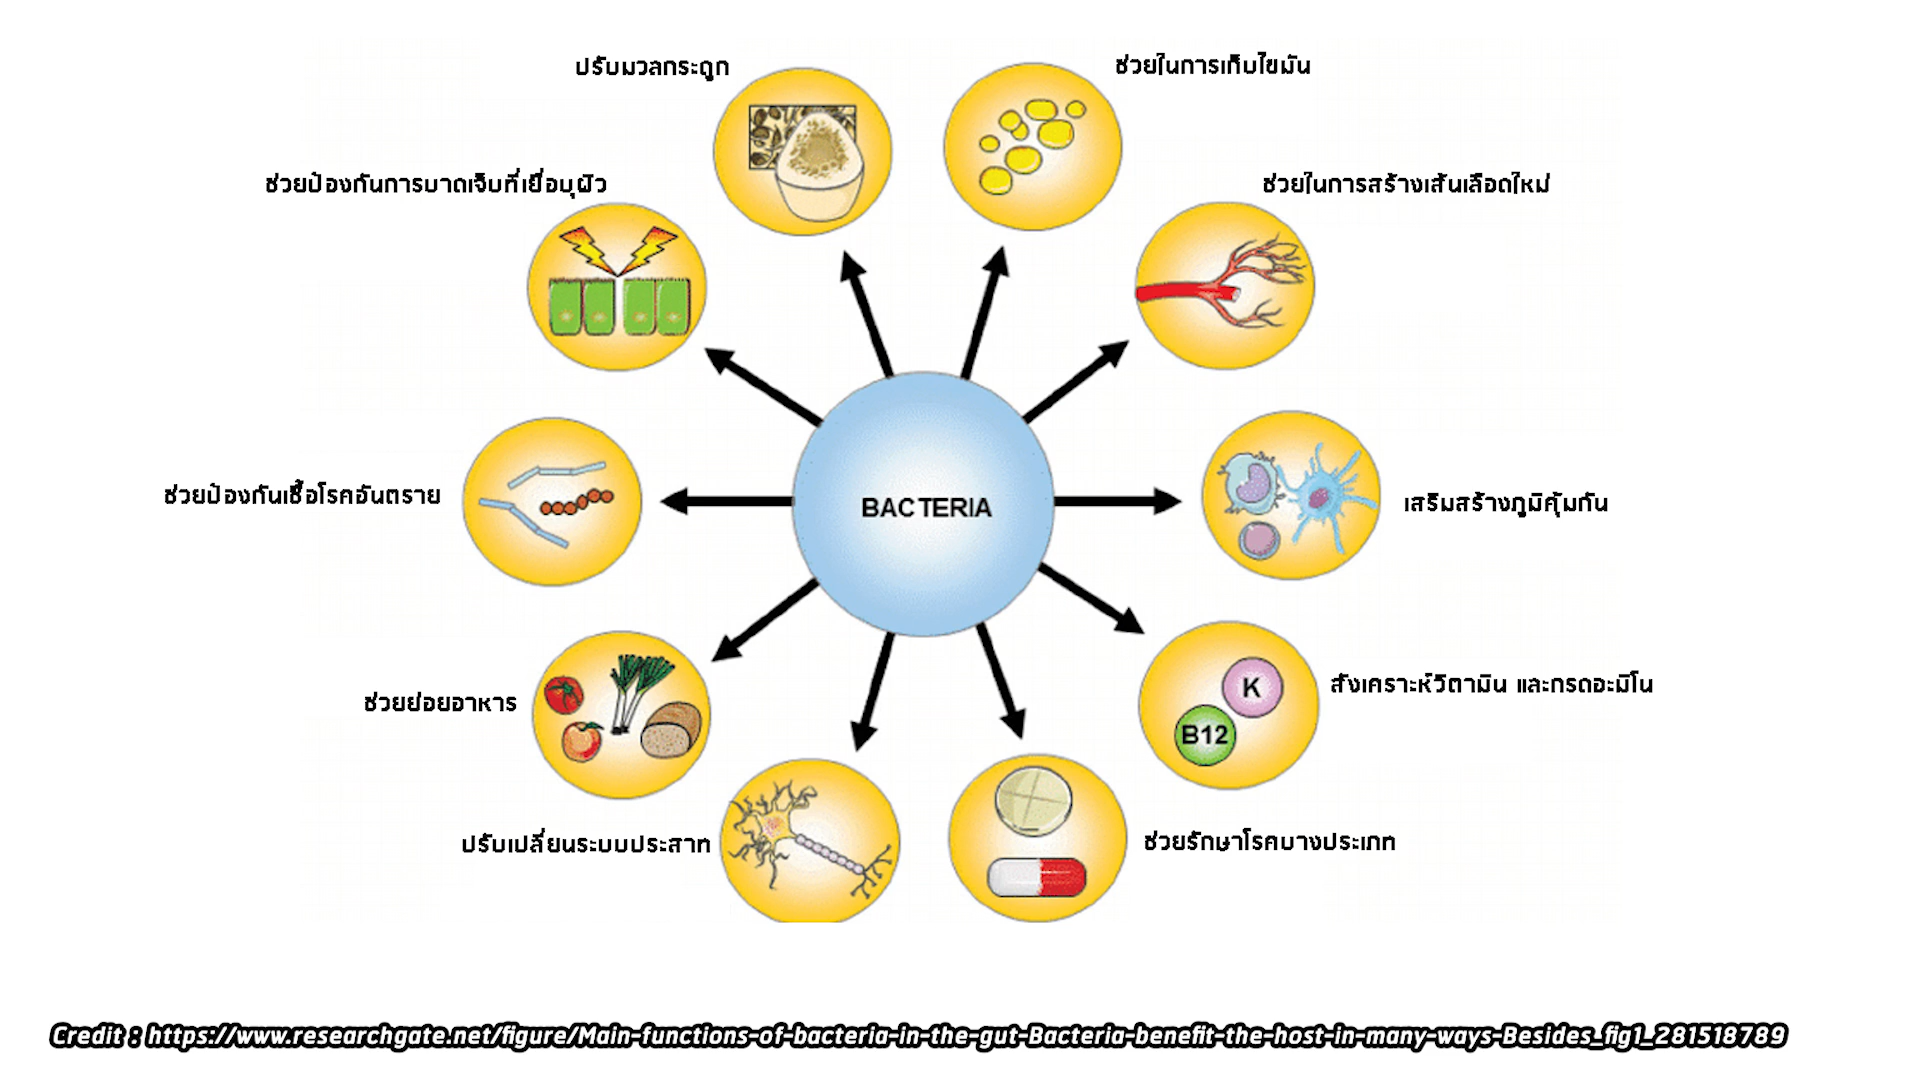 ปรับมวลกระดูก
ช่วยในการเก็บไขมัน
ช่วยป้องกันการบาดเจ็บที่เยื่อบุผิว
ช่วยในการสร้างเส้นเลือดใหม่
BACTERIA
ช่วยป้องกันเชื้อโรคอันตราย
เสริมสร้างภูมิคุ้มกัน
ช่วยย่อยอาหาร
K
B12
สังเคราะห์วิตามิน และกรดอะมิโน
ปรับเปลี่ยนระบบประสาท
ช่วยรักษาโรคบางประเภท
Credit : https://www.researchgate.net/figure/Main-functions-of-bacteria-in-the-gut-Bacteria-benefit-the-host-in-many-ways-Besides_fig1_281518789